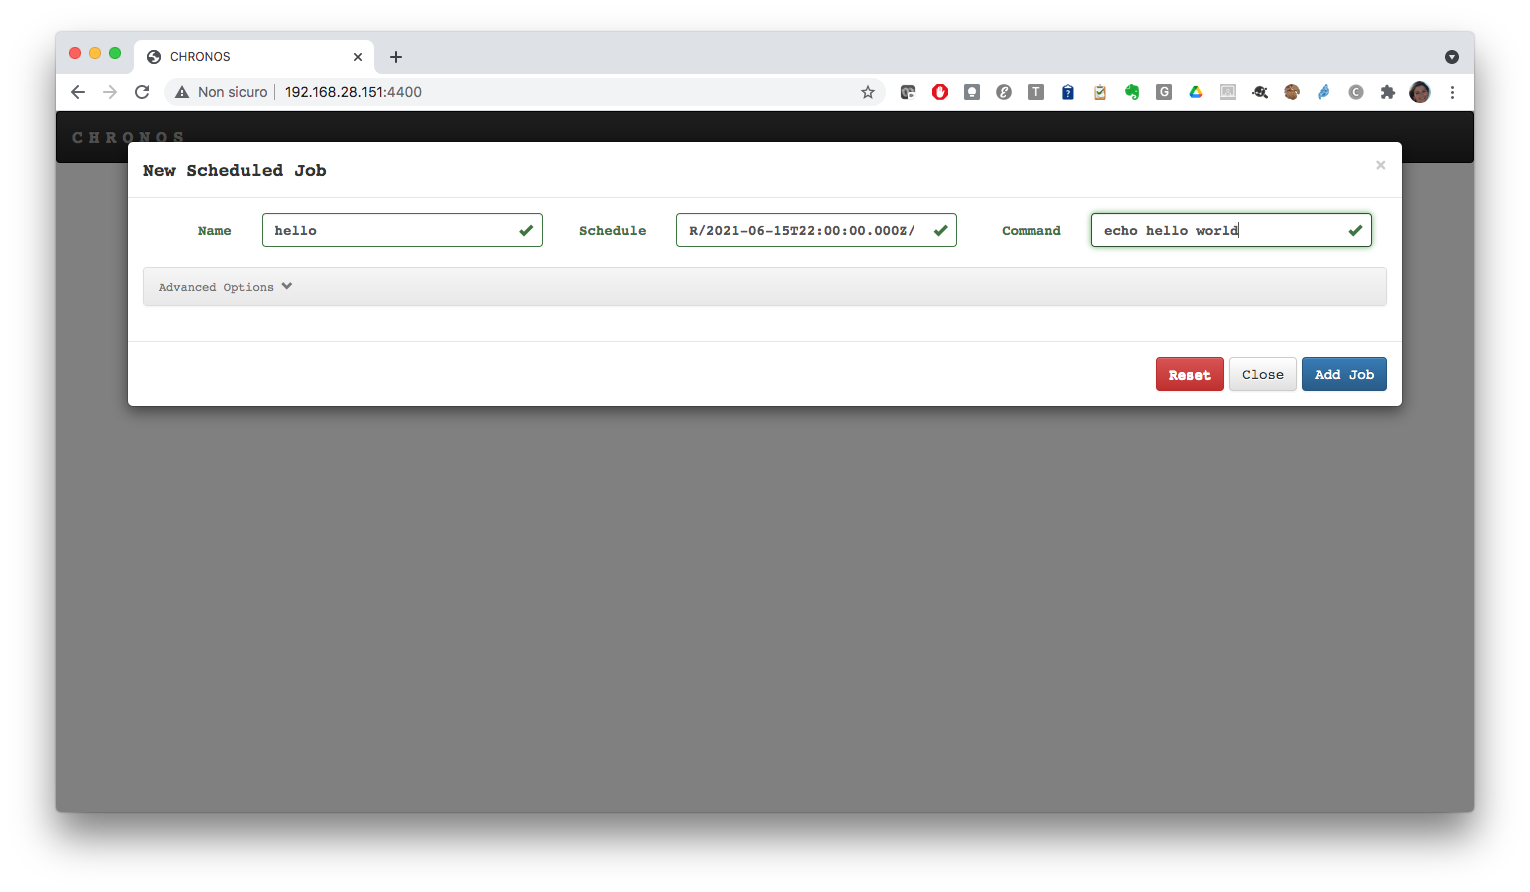 CHRONOS
Non sicuro 192.168.28.151:4400
T
?
G
C
CHRONOS
New Scheduled Job
×
Name hello Schedule R/2021-06-15T22:00:00.000Z/ Command echo hello world
Advanced Options
Reset Close Add Job